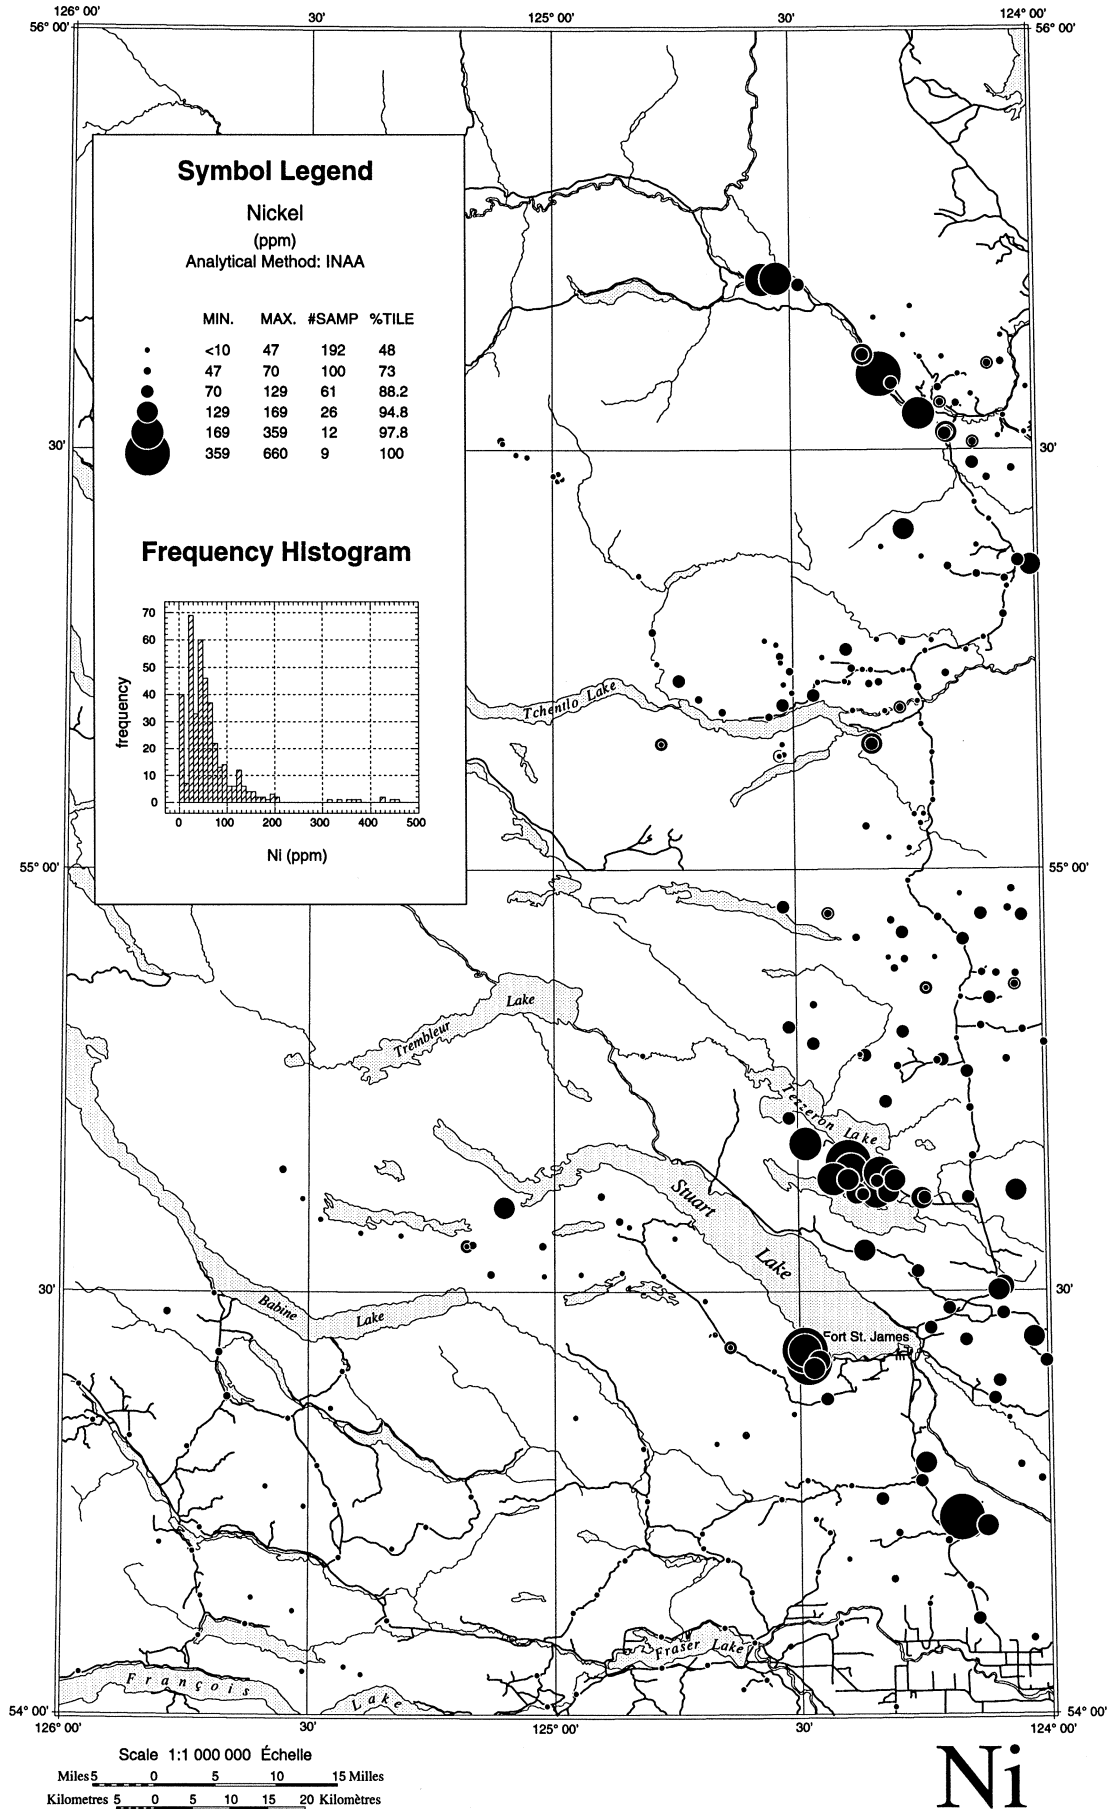 126° 00' 30' 125° 00' 30' 124° 00'
56° 00' 56° 00'
Symbol Legend
Nickel
(ppm)
Analytical Method: INAA
MIN. MAX. #SAMP %TILE
<10 47 192 48
47 70 100 73
70 129 61 88.2
129 169 26 94.8
169 359 12 97.8
359 660 9 100
30' 30'
Frequency Histogram
frequency
70
60
50
40
30
20
10
0
0 100 200 300 400 500
Ni (ppm)
Tchentlo Lake
55° 00' 55° 00'
Trembleur Lake
Tezzeron Lake
Stuart Lake
30' 30'
Babine Lake
Fort St. James
Fraser Lake
François Lake
54° 00' 54° 00'
126° 00' 30' 125° 00' 30' 124° 00'
Scale 1:1 000 000 Échelle
Miles 5 0 5 10 15 Milles
Kilometres 5 0 5 10 15 20 Kilomètres
Ni